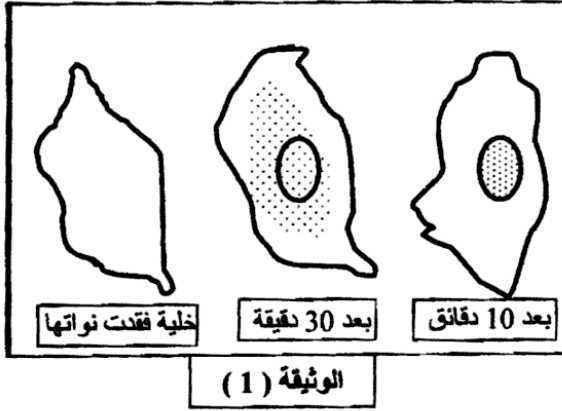 بعد 10 دقائق
بعد 30 دقيقة
خلية فقدت نواتها
الوثيقة ( 1 )